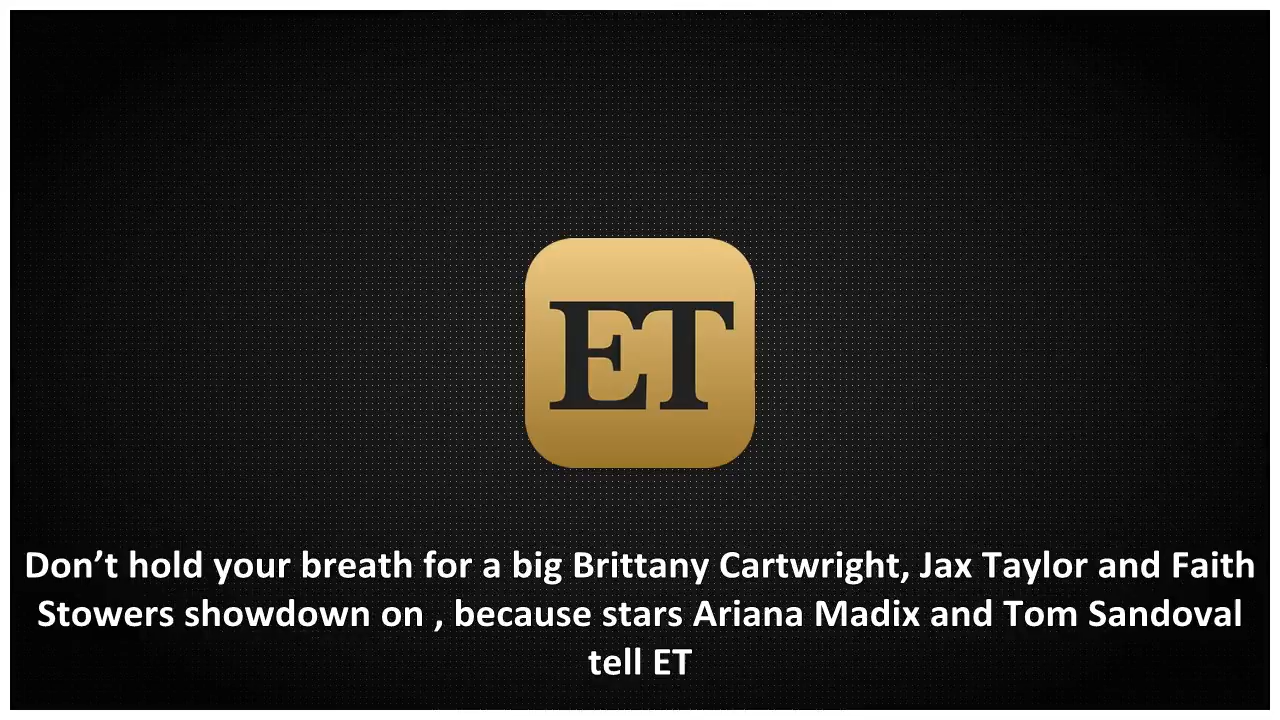 ET
Don’t hold your breath for a big Brittany Cartwright, Jax Taylor and Faith
Stowers showdown on , because stars Ariana Madix and Tom Sandoval
tell ET